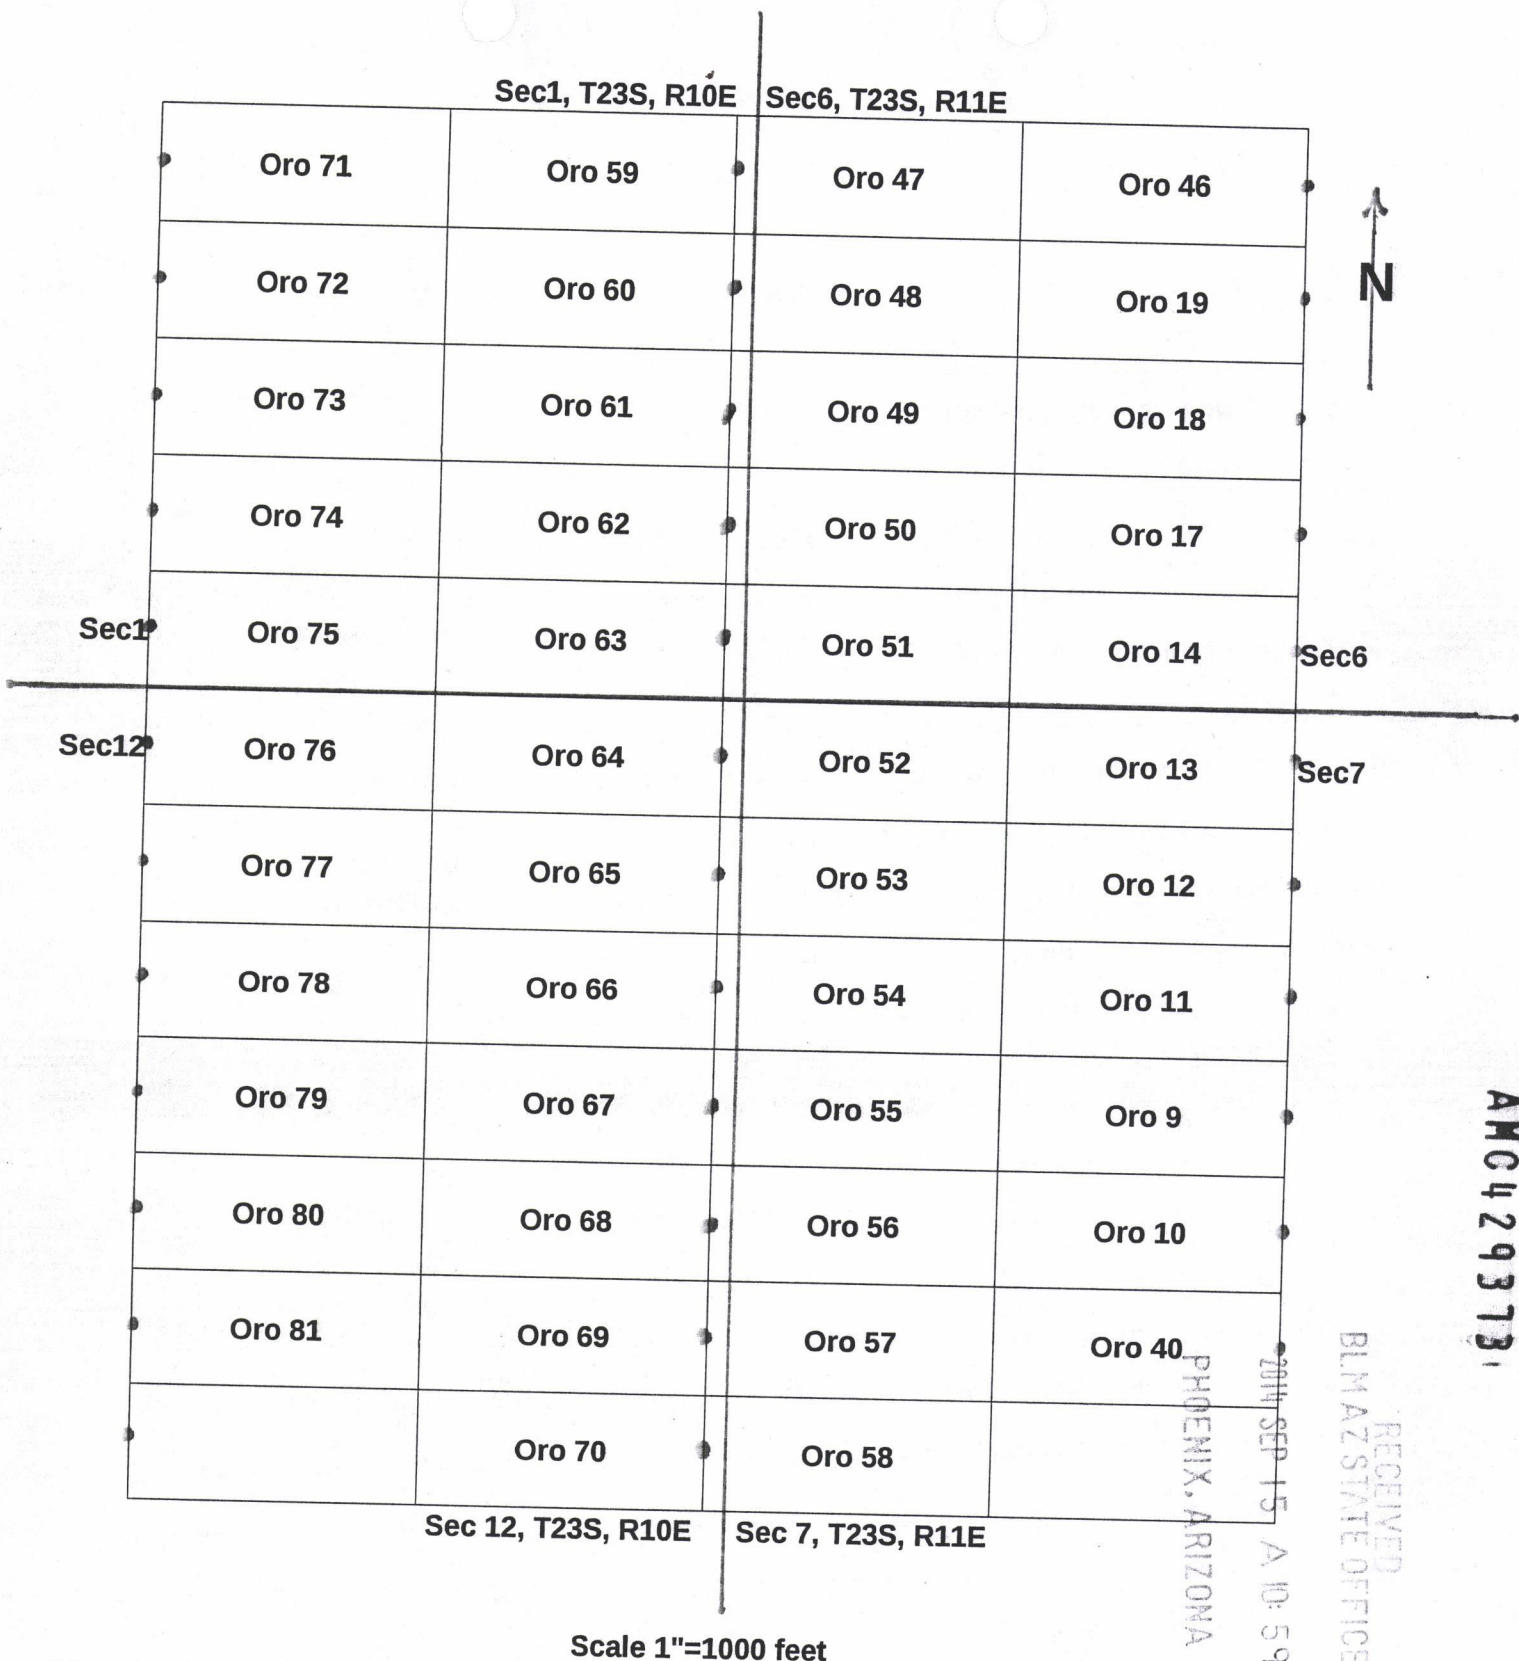 Sec1, T23S, R10E Sec6, T23S, R11E
Oro 71 Oro 59 Oro 47 Oro 46
N
Oro 72 Oro 60 Oro 48 Oro 19
Oro 73 Oro 61 Oro 49 Oro 18
Oro 74 Oro 62 Oro 50 Oro 17
Sec1 Oro 75 Oro 63 Oro 51 Oro 14 Sec6
Sec12 Oro 76 Oro 64 Oro 52 Oro 13 Sec7
Oro 77 Oro 65 Oro 53 Oro 12
Oro 78 Oro 66 Oro 54 Oro 11
Oro 79 Oro 67 Oro 55 Oro 9
Oro 80 Oro 68 Oro 56 Oro 10
Oro 81 Oro 69 Oro 57 Oro 40
Oro 70 Oro 58
Sec 12, T23S, R10E Sec 7, T23S, R11E
Scale 1"=1000 feet
AMC429373
RECEIVED
BLM AZ STATE OFFICE
2014 SEP 15 A 10: 59
PHOENIX, ARIZONA